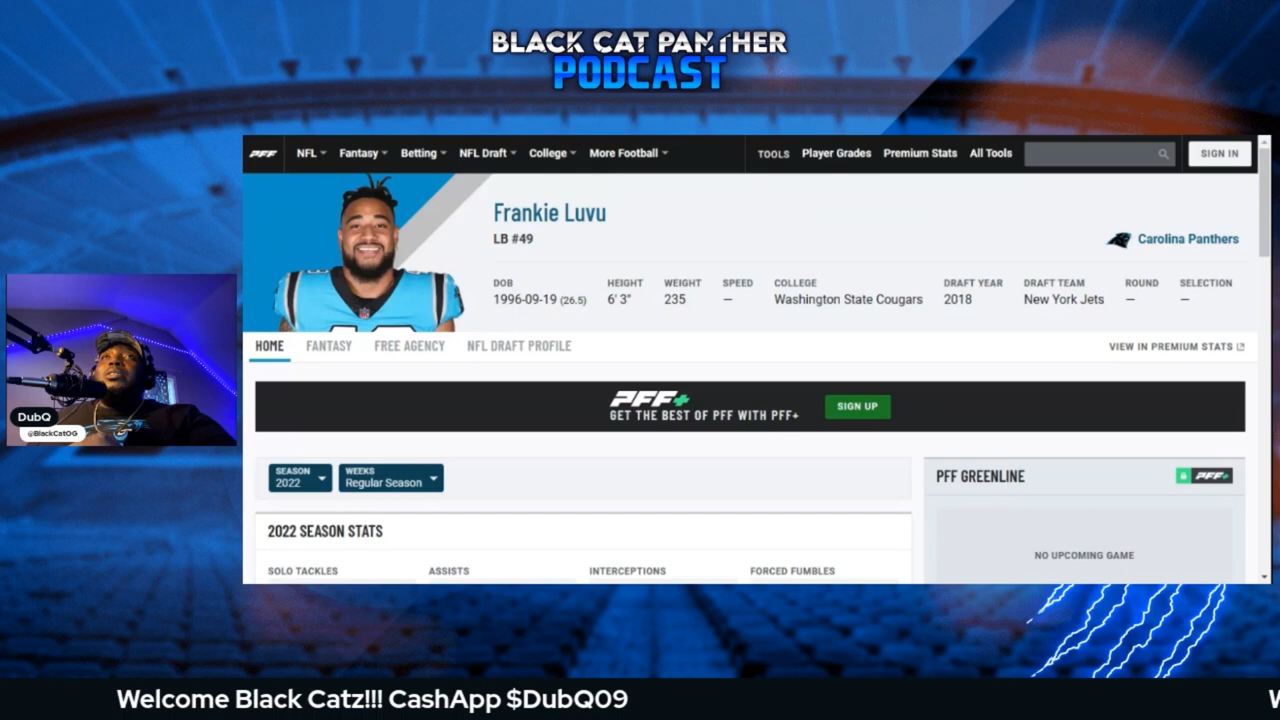 BLACK CAT PANTHER
PODCAST
PFF NFL Fantasy Betting NFL Draft College More Football TOOLS Player Grades Premium Stats All Tools SIGN IN
Frankie Luvu
LB #49
Carolina Panthers
DOB HEIGHT WEIGHT SPEED COLLEGE DRAFT YEAR DRAFT TEAM ROUND SELECTION
1996-09-19 (26.5) 6' 3" 235 — Washington State Cougars 2018 New York Jets — —
HOME FANTASY FREE AGENCY NFL DRAFT PROFILE VIEW IN PREMIUM STATS
PFF+
GET THE BEST OF PFF WITH PFF+
SIGN UP
DubQ
@BlackCatOG
SEASON
2022
WEEKS
Regular Season
PFF GREENLINE
PFF+
2022 SEASON STATS
NO UPCOMING GAME
SOLO TACKLES ASSISTS INTERCEPTIONS FORCED FUMBLES
Welcome Black Catz!!! CashApp $DubQ09 W